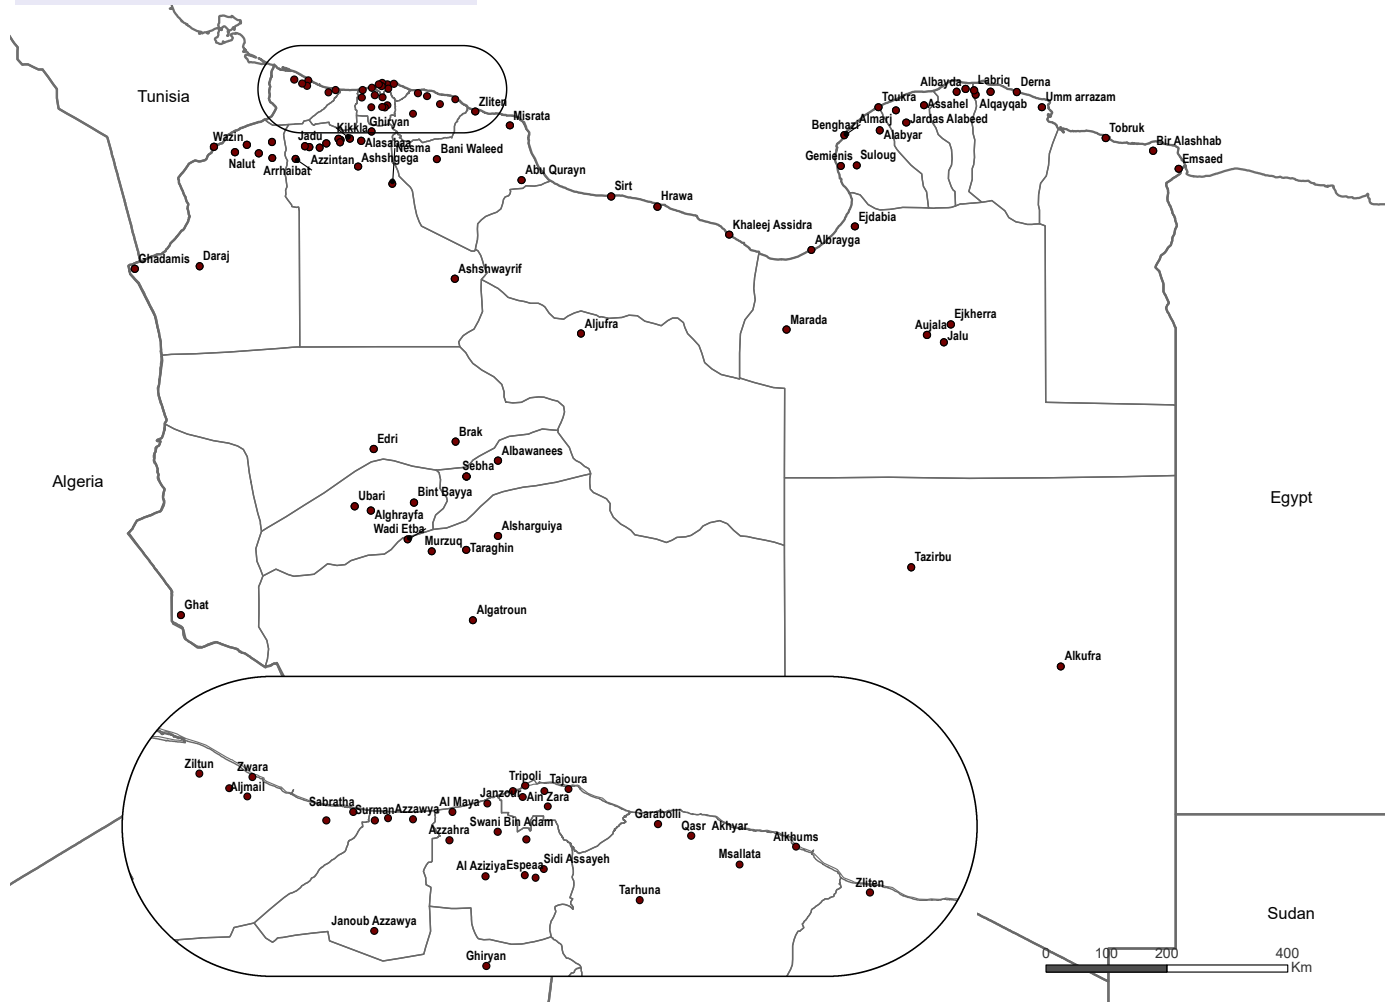 Tunisia
Zliten
Misrata
Ghiryan
Kikkla
Jadu
Wazin
Alasabaa
Nesma
Bani Waleed
Nalut
Azzintan
Ashshgega
Arrhaibat
Abu Qurayn
Sirt
Hrawa
Khaleej Assidra
Albrayga
Ejdabia
Albayda
Labriq
Derna
Toukra
Assahel
Alqayqab
Umm arrazam
Almarj
Jardas Alabeed
Benghazi
Alabyar
Tobruk
Bir Alashhab
Emsaed
Gemienis
Suloug
Ghadamis
Daraj
Ashshwayrif
Aljufra
Marada
Ejkherra
Aujala
Jalu
Edri
Brak
Albawanees
Sebha
Algeria
Ubari
Bint Bayya
Alghrayfa
Wadi Etba
Murzuq
Taraghin
Alsharguiya
Egypt
Tazirbu
Ghat
Algatroun
Alkufra
Ziltun
Zwara
Aljmail
Sabratha
Surman
Azzawya
Al Maya
Janzour
Tripoli
Tajoura
Ain Zara
Azzahra
Swani Bin Adam
Garabolli
Qasr Akhyar
Alkhums
Msallata
Al Aziziya
Espeaa
Sidi Assayeh
Tarhuna
Zliten
Janoub Azzawya
Ghiryan
Sudan
0 100 200 400
Km